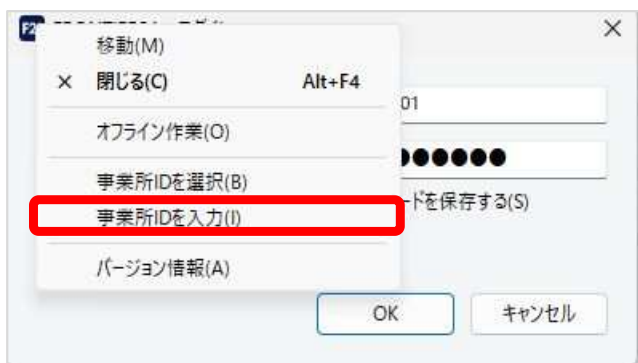 F2
移動(M)
× 閉じる(C) Alt+F4
01
オフライン作業(O)
●●●●●●
事業所IDを選択(B)
ードを保存する(S)
事業所IDを入力(I)
バージョン情報(A)
OK キャンセル